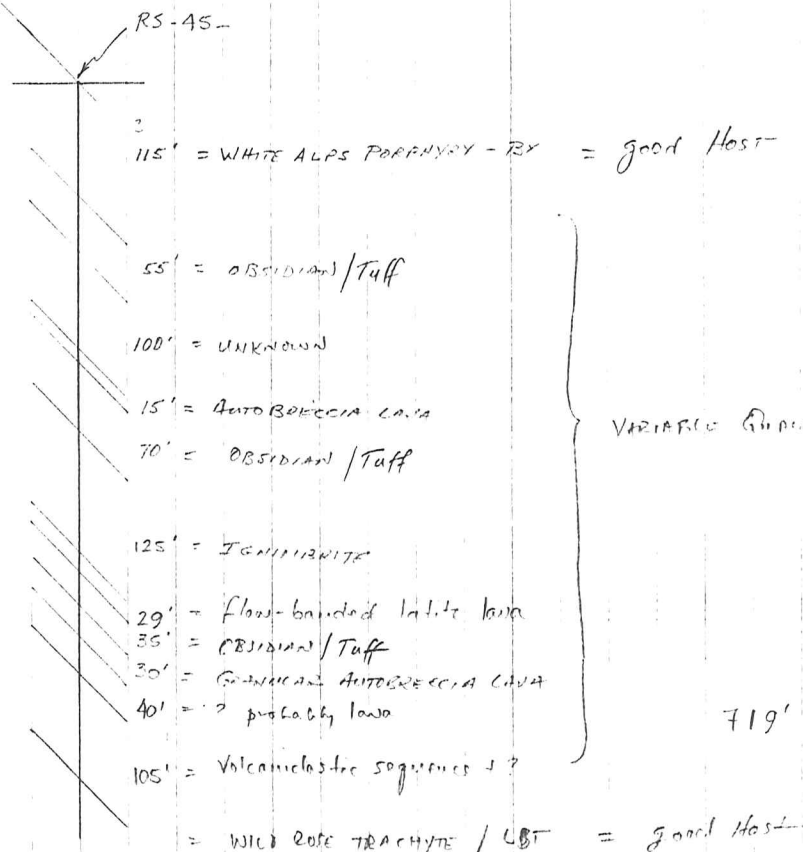 RS-45-
?
115' = WHITE ALPS PORPHYRY - BX = good Host
55' = OBSIDIAN/Tuff
100' = UNKNOWN
15' = AUTOBRECCIA LAVA
70' = OBSIDIAN/Tuff
VARIABLE
125' = IGNIMBRITE
29' = flow-banded latite lava
35' = OBSIDIAN/Tuff
30' = AUTOBRECCIA LAVA
40' = ? probably lava
719'
105' = Volcaniclastic sequences ?
= WILD ROSE TRACHYTE / LBT = good Host